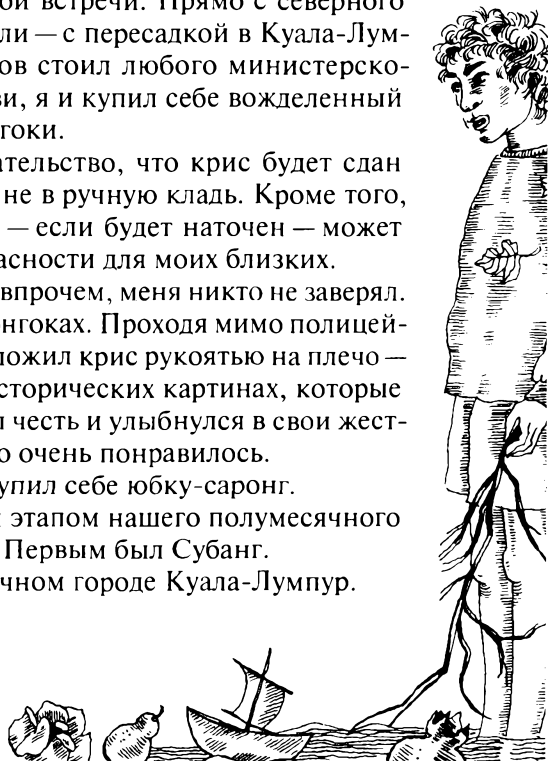 ой встречи. Прямо с северного
ли — с пересадкой в Куала-Лум-
ов стоил любого министерско-
ви, я и купил себе вожделенный
гоки.
ательство, что крис будет сдан
не в ручную кладь. Кроме того,
— если будет наточен — может
асности для моих близких.
впрочем, меня никто не заверял.
нгоках. Проходя мимо полицей-
ложил крис рукоятью на плечо —
сторических картинах, которые
л честь и улыбнулся в свои жест-
о очень понравилось.
упил себе юбку-саронг.
м этапом нашего полумесячного
Первым был Субанг.
чном городе Куала-Лумпур.